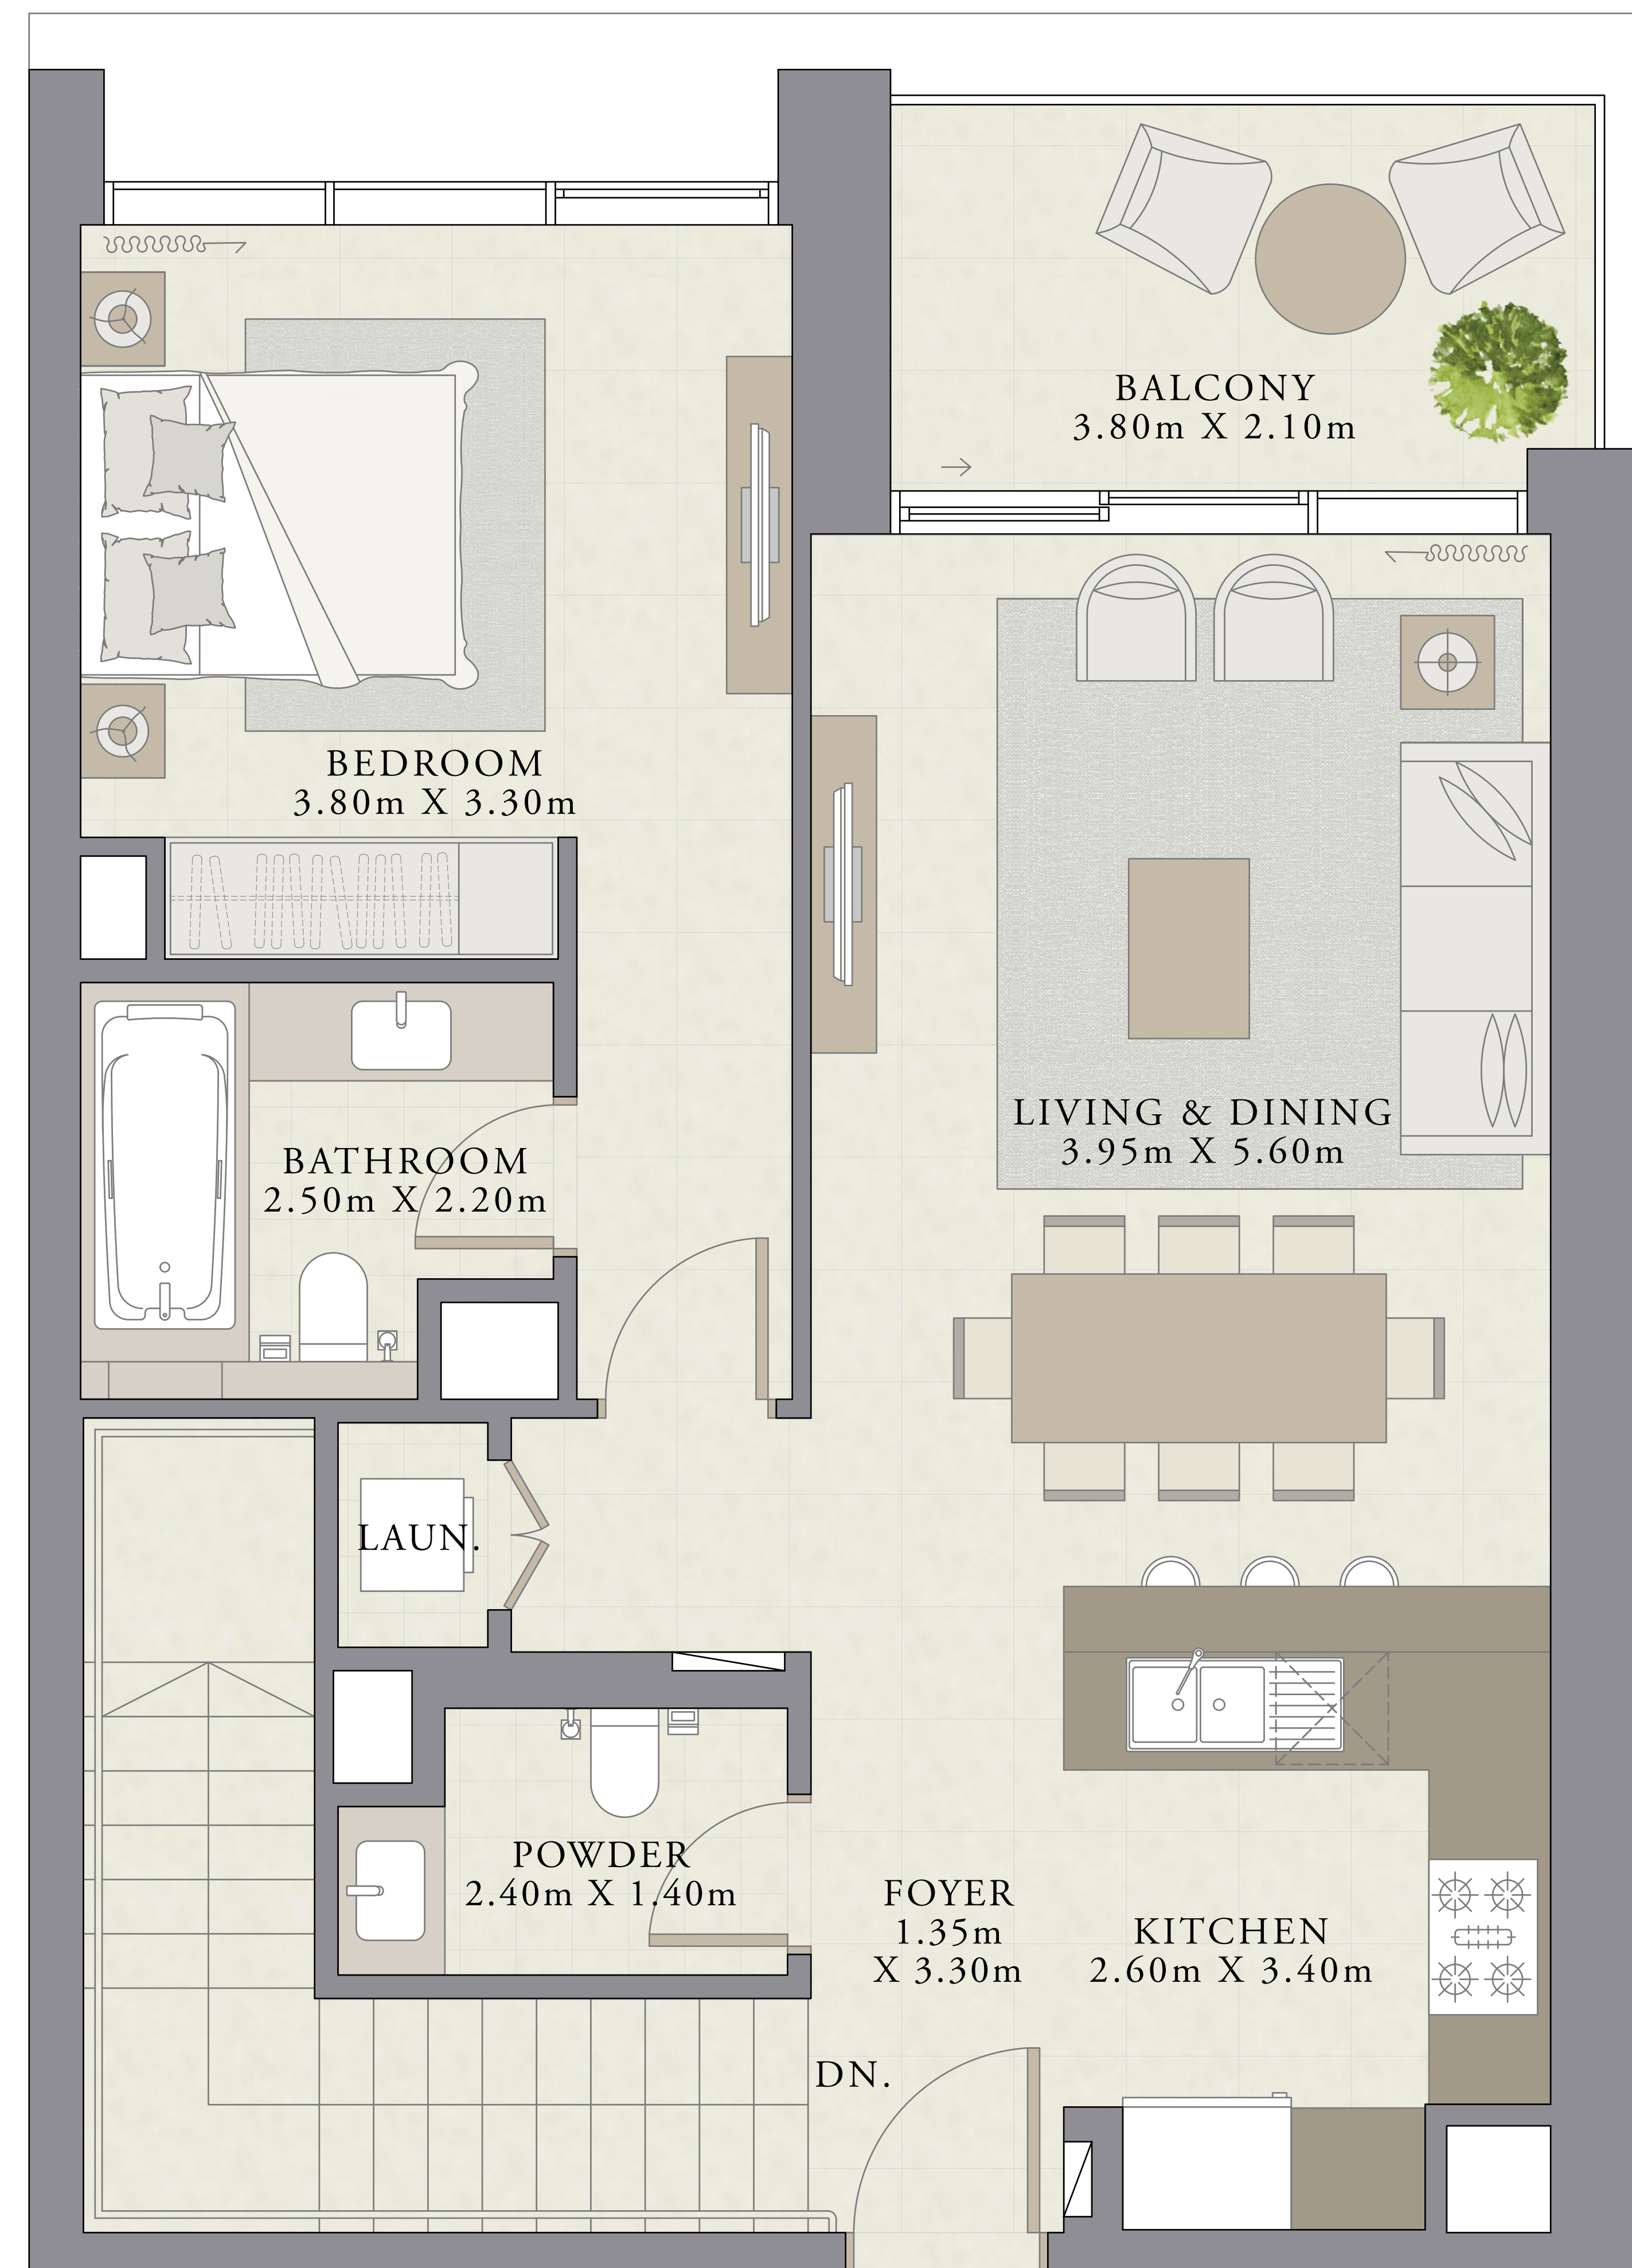 BALCONY
3.80m X 2.10m
BEDROOM
3.80m X 3.30m
LIVING & DINING
3.95m X 5.60m
BATHROOM
2.50m X 2.20m
LAUN.
POWDER
2.40m X 1.40m
FOYER
1.35m
X 3.30m
KITCHEN
2.60m X 3.40m
DN.